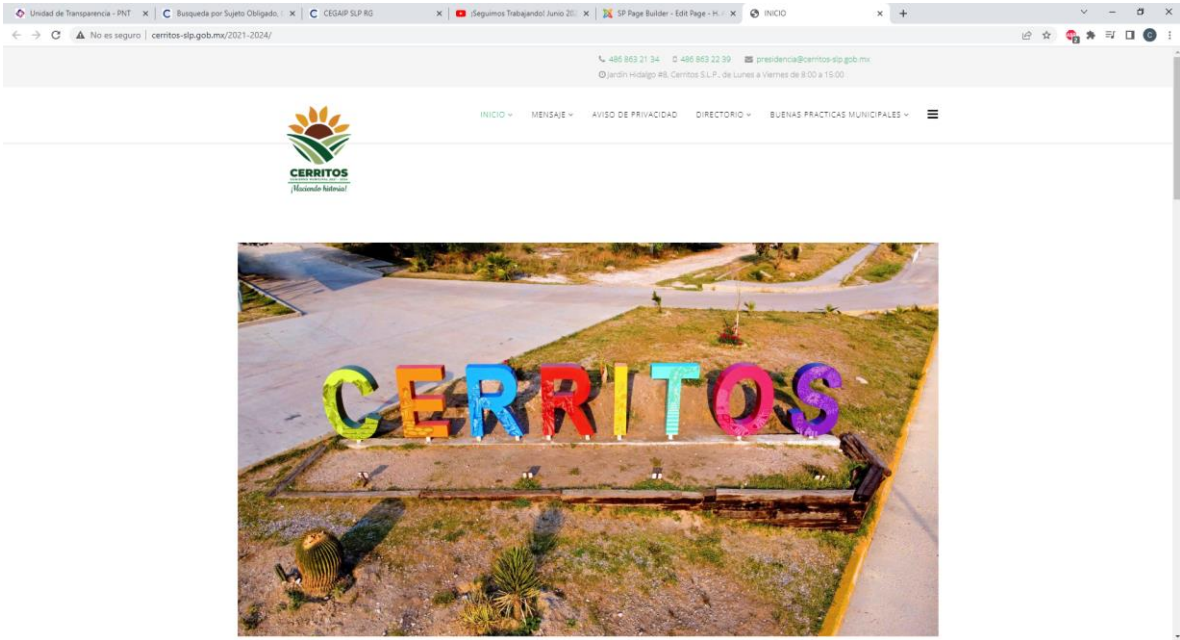 Unidad de Transparencia - PNT
Busqueda por Sujeto Obligado,
CEGAIP SLP RG
¡Seguimos Trabajando! Junio 202
SP Page Builder - Edit Page - H.
INICIO
No es seguro | cerritos-slp.gob.mx/2021-2024/
486 863 21 34 486 863 22 39 presidencia@cerritos-slp.gob.mx
Jardín Hidalgo #8, Cerritos S.L.P., de Lunes a Viernes de 8:00 a 15:00
INICIO MENSAJE AVISO DE PRIVACIDAD DIRECTORIO BUENAS PRACTICAS MUNICIPALES
CERRITOS
¡Haciendo historia!
CERRITOS